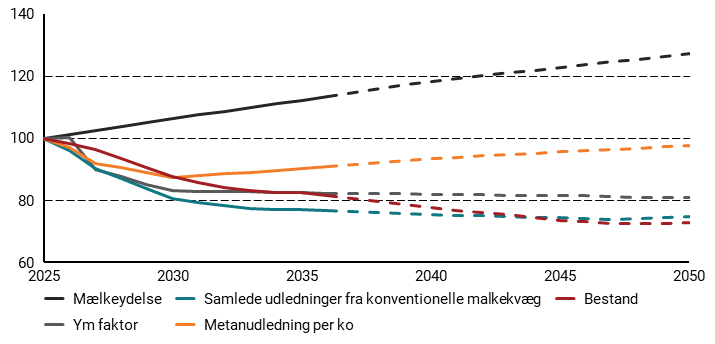 140
120
100
80
60
2025 2030 2035 2040 2045 2050
Mælkeydelse Samlede udledninger fra konventionelle malkekvæg Bestand
Ym faktor Metanudledning per ko